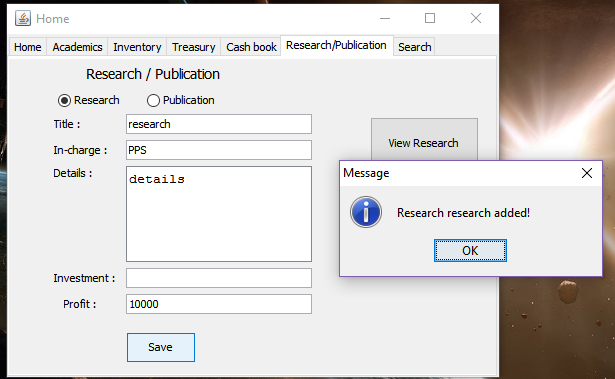 Home
Home Academics Inventory Treasury Cash book Research/Publication Search
Research / Publication
Research Publication
Title : research
View Research
In-charge : PPS
Details : details
Message
Research research added!
OK
Investment :
Profit : 10000
Save